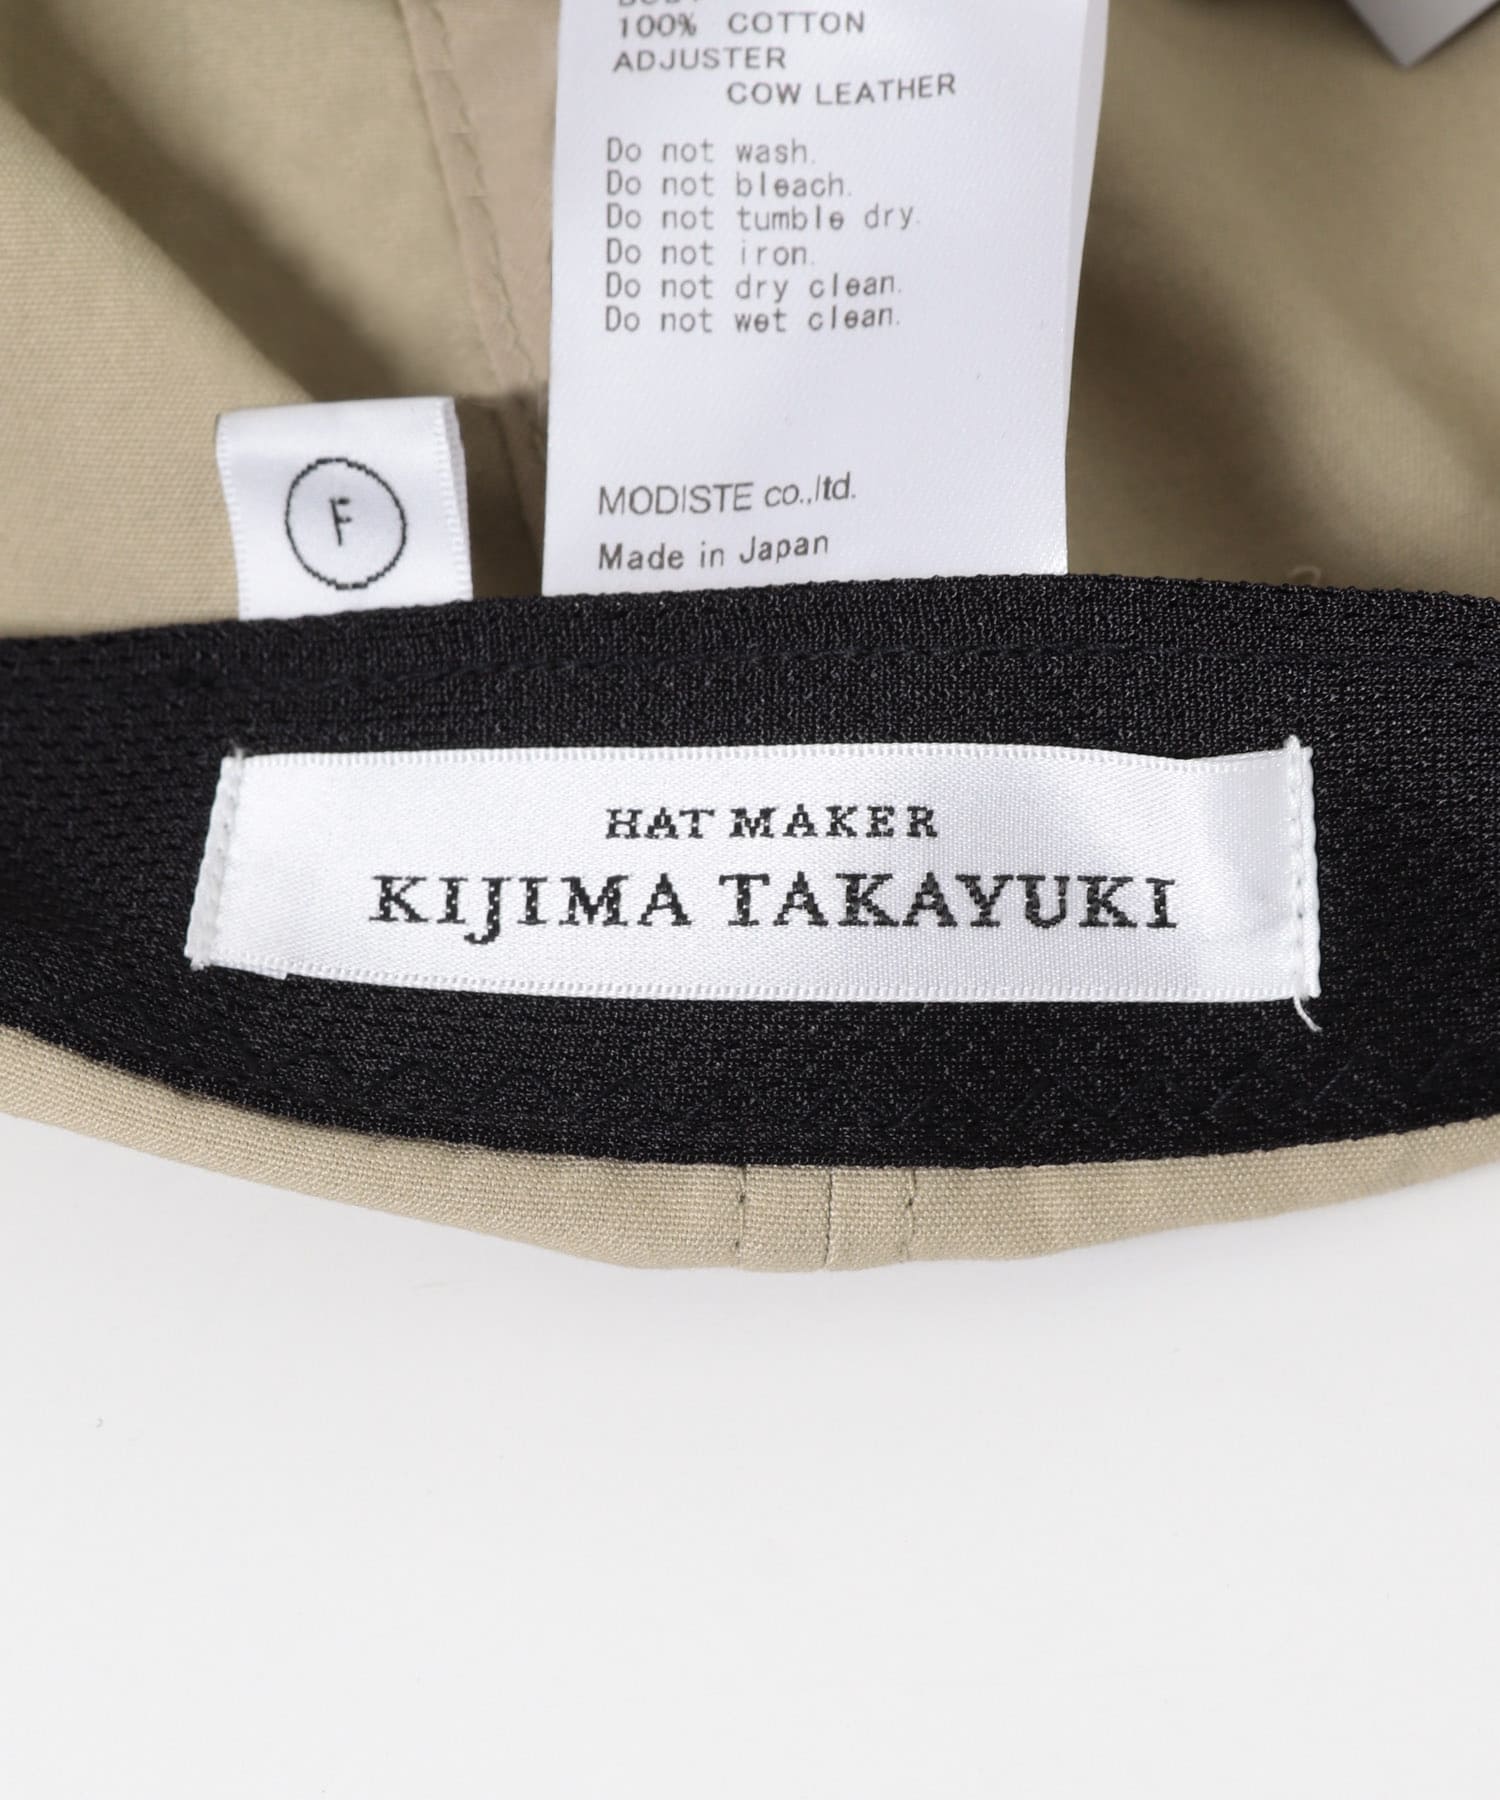 100% COTTON
ADJUSTER
COW LEATHER
Do not wash.
Do not bleach.
Do not tumble dry.
Do not iron.
Do not dry clean.
Do not wet clean.
MODISTE co.,ltd.
Made in Japan
F
HAT MAKER
KIJIMA TAKAYUKI